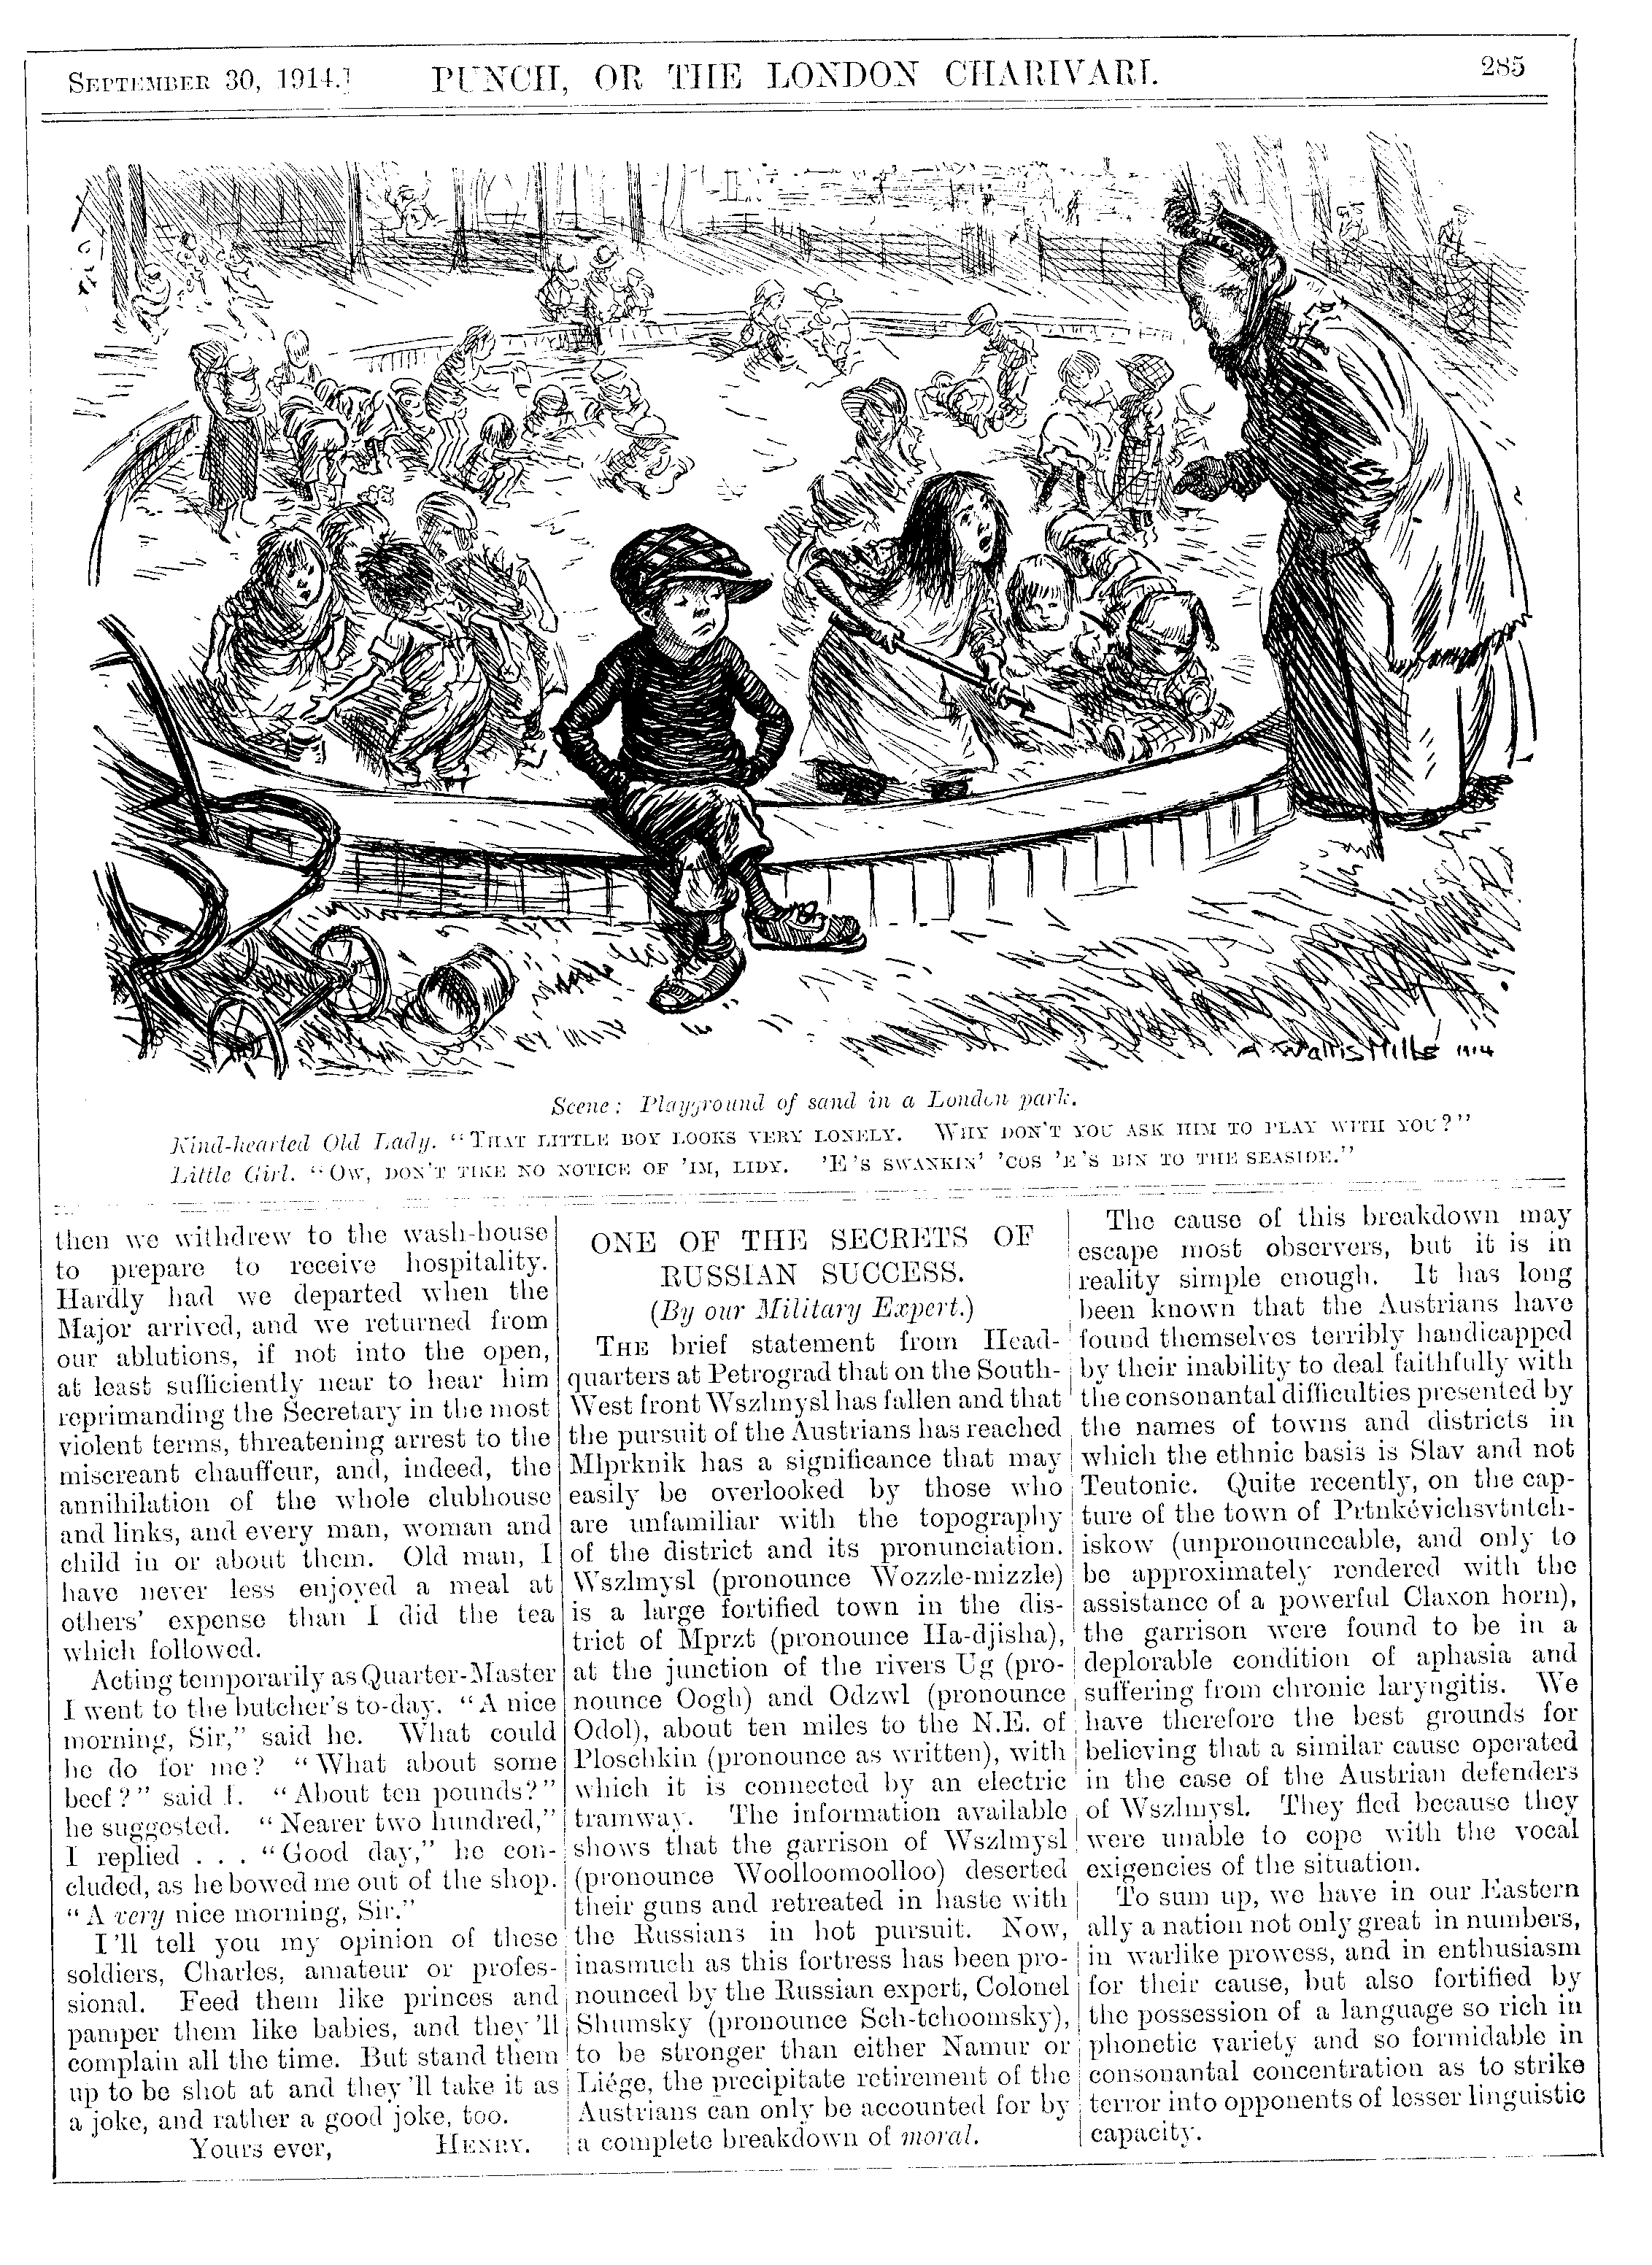 SEPTEMBER 30, 1914.]
PUNCH, OR THE LONDON CHARIVARI.
285
A Wallis Mills 1914
Scene: Playground of sand in a London park.
Kind-hearted Old Lady. "THAT LITTLE BOY LOOKS VERY LONELY. WHY DON'T YOU ASK HIM TO PLAY WITH YOU?"
Little Girl. "OW, DON'T TIKE NO NOTICE OF 'IM, LIDY. 'E'S SWANKIN' 'COS 'E'S BIN TO THE SEASIDE."
then we withdrew to the wash-house
to prepare to receive hospitality.
Hardly had we departed when the
Major arrived, and we returned from
our ablutions, if not into the open,
at least sufficiently near to hear him
reprimanding the Secretary in the most
violent terms, threatening arrest to the
miscreant chauffeur, and, indeed, the
annihilation of the whole clubhouse
and links, and every man, woman and
child in or about them. Old man, I
have never less enjoyed a meal at
others' expense than I did the tea
which followed.
Acting temporarily as Quarter-Master
I went to the butcher's to-day. "A nice
morning, Sir," said he. What could
he do for me? "What about some
beef?" said I. "About ten pounds?"
he suggested. "Nearer two hundred,"
I replied . . . "Good day," he con-
cluded, as he bowed me out of the shop.
"A very nice morning, Sir."
I'll tell you my opinion of these
soldiers, Charles, amateur or profes-
sional. Feed them like princes and
pamper them like babies, and they'll
complain all the time. But stand them
up to be shot at and they'll take it as
a joke, and rather a good joke, too.
Yours ever, HENRY.
ONE OF THE SECRETS OF
RUSSIAN SUCCESS.
(By our Military Expert.)
THE brief statement from Head-
quarters at Petrograd that on the South-
West front Wszlmysl has fallen and that
the pursuit of the Austrians has reached
Mlprknik has a significance that may
easily be overlooked by those who
are unfamiliar with the topography
of the district and its pronunciation.
Wszlmysl (pronounce Wozzle-mizzle)
is a large fortified town in the dis-
trict of Mprzt (pronounce Ha-djisha),
at the junction of the rivers Ug (pro-
nounce Oogh) and Odzwl (pronounce
Odol), about ten miles to the N.E. of
Ploschkin (pronounce as written), with
which it is connected by an electric
tramway. The information available
shows that the garrison of Wszlmysl
(pronounce Woolloomoolloo) deserted
their guns and retreated in haste with
the Russians in hot pursuit. Now,
inasmuch as this fortress has been pro-
nounced by the Russian expert, Colonel
Shumsky (pronounce Sch-tchoomsky),
to be stronger than either Namur or
Liége, the precipitate retirement of the
Austrians can only be accounted for by
a complete breakdown of moral.
The cause of this breakdown may
escape most observers, but it is in
reality simple enough. It has long
been known that the Austrians have
found themselves terribly handicapped
by their inability to deal faithfully with
the consonantal difficulties presented by
the names of towns and districts in
which the ethnic basis is Slav and not
Teutonic. Quite recently, on the cap-
ture of the town of Prtnkévichsvtntch-
iskow (unpronounceable, and only to
be approximately rendered with the
assistance of a powerful Claxon horn),
the garrison were found to be in a
deplorable condition of aphasia and
suffering from chronic laryngitis. We
have therefore the best grounds for
believing that a similar cause operated
in the case of the Austrian defenders
of Wszlmysl. They fled because they
were unable to cope with the vocal
exigencies of the situation.
To sum up, we have in our Eastern
ally a nation not only great in numbers,
in warlike prowess, and in enthusiasm
for their cause, but also fortified by
the possession of a language so rich in
phonetic variety and so formidable in
consonantal concentration as to strike
terror into opponents of lesser linguistic
capacity.